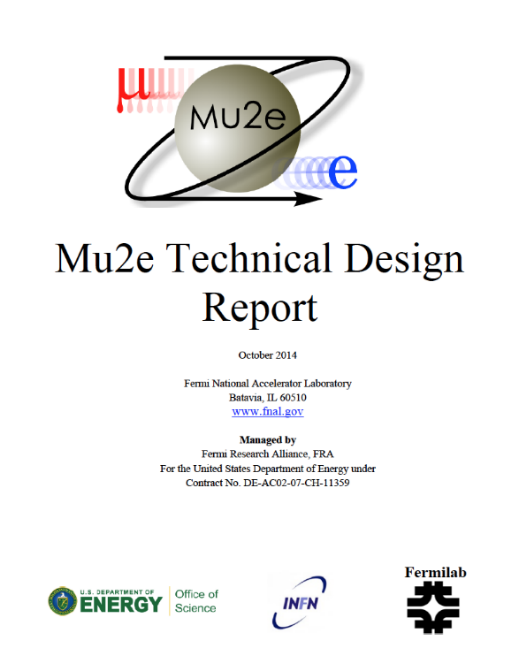 μ
Mu2e
e
Mu2e Technical Design
Report
October 2014
Fermi National Accelerator Laboratory
Batavia, IL 60510
www.fnal.gov
Managed by
Fermi Research Alliance, FRA
For the United States Department of Energy under
Contract No. DE-AC02-07-CH-11359
U.S. DEPARTMENT OF
ENERGY
Office of
Science
INFN
Fermilab